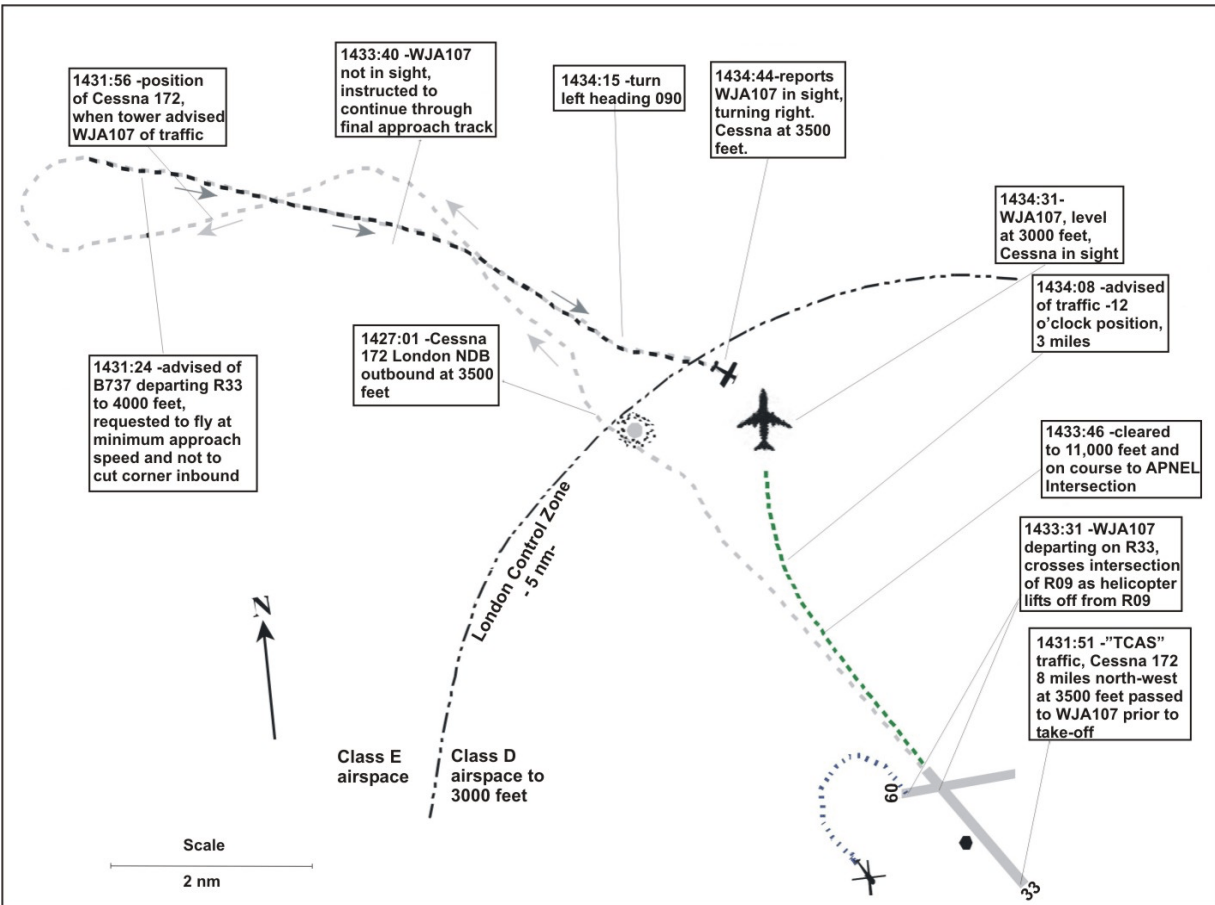 1431:56 -position
of Cessna 172,
when tower advised
WJA107 of traffic
1433:40 -WJA107
not in sight,
instructed to
continue through
final approach track
1434:15 -turn
left heading 090
1434:44-reports
WJA107 in sight,
turning right.
Cessna at 3500
feet.
1434:31-
WJA107, level
at 3000 feet,
Cessna in sight
1434:08 -advised
of traffic -12
o'clock position,
3 miles
1427:01 -Cessna
172 London NDB
outbound at 3500
feet
1431:24 -advised of
B737 departing R33
to 4000 feet,
requested to fly at
minimum approach
speed and not to
cut corner inbound
1433:46 -cleared
to 11,000 feet and
on course to APNEL
Intersection
London Control Zone
- 5 nm-
1433:31 -WJA107
departing on R33,
crosses intersection
of R09 as helicopter
lifts off from R09
N
1431:51 -"TCAS"
traffic, Cessna 172
8 miles north-west
at 3500 feet passed
to WJA107 prior to
take-off
Class E
airspace
Class D
airspace to
3000 feet
09
33
Scale
2 nm